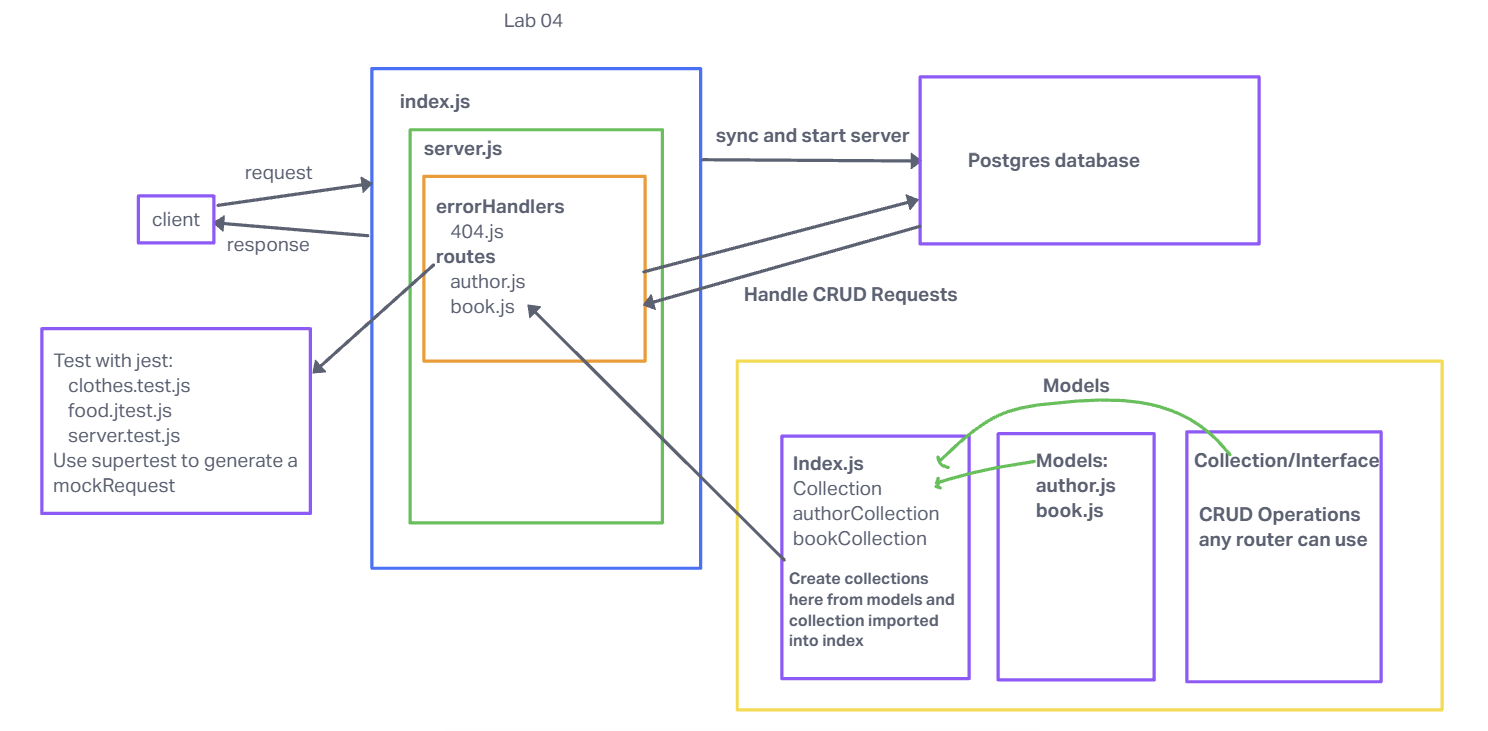 Lab 04
index.js
server.js
errorHandlers
404.js
routes
author.js
book.js
request
client
response
sync and start server
Postgres database
Handle CRUD Requests
Test with jest:
clothes.test.js
food.jtest.js
server.test.js
Use supertest to generate a
mockRequest
Models
Index.js
Collection
authorCollection
bookCollection
Create collections
here from models and
collection imported
into index
Models:
author.js
book.js
Collection/Interface
CRUD Operations
any router can use